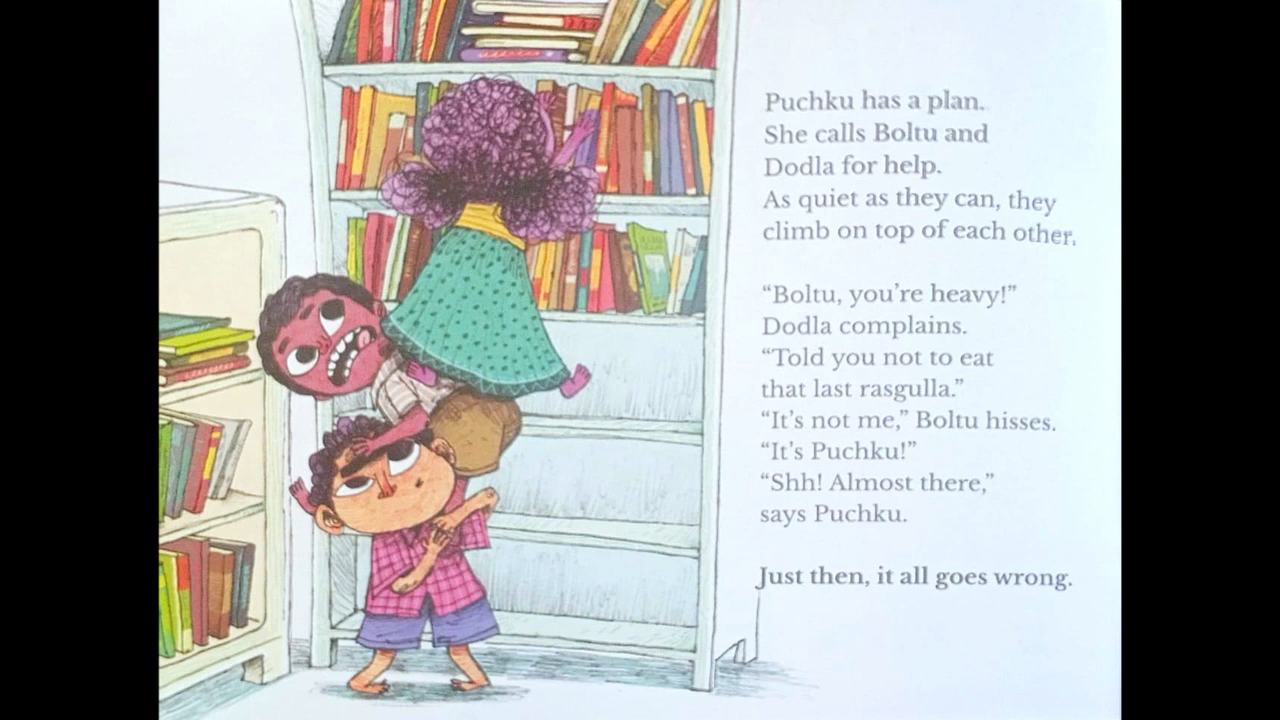 Puchku has a plan.
She calls Boltu and
Dodla for help.
As quiet as they can, they
climb on top of each other.
“Boltu, you’re heavy!”
Dodla complains.
“Told you not to eat
that last rasgulla.”
“It’s not me,” Boltu hisses.
“It’s Puchku!”
“Shh! Almost there,”
says Puchku.
Just then, it all goes wrong.